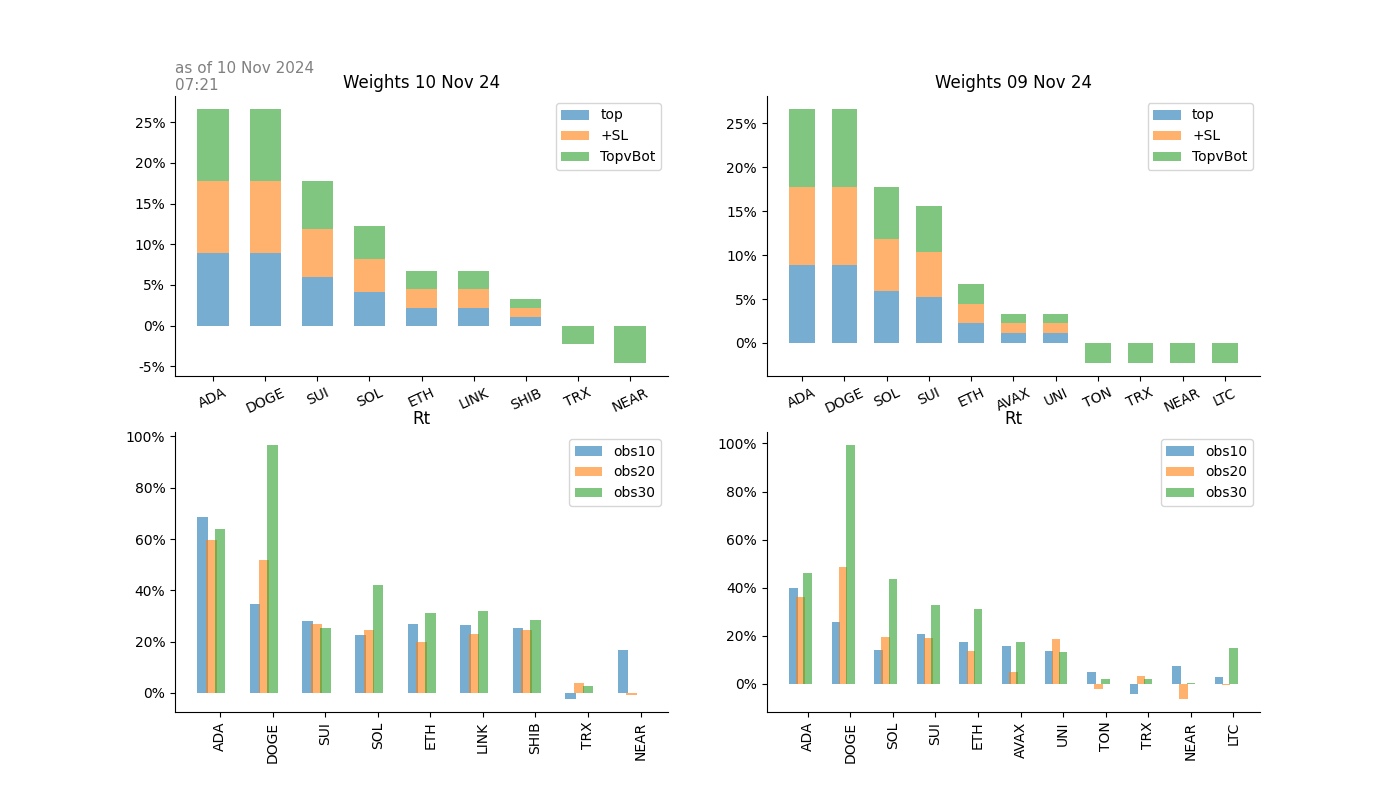 as of 10 Nov 2024
07:21
Weights 10 Nov 24
25%
20%
15%
10%
5%
0%
-5%
top
+SL
TopvBot
ADA
DOGE
SUI
SOL
ETH
LINK
SHIB
TRX
NEAR
Weights 09 Nov 24
25%
20%
15%
10%
5%
0%
top
+SL
TopvBot
ADA
DOGE
SOL
SUI
ETH
AVAX
UNI
TON
TRX
NEAR
LTC
Rt
100%
80%
60%
40%
20%
0%
obs10
obs20
obs30
ADA
DOGE
SUI
SOL
ETH
LINK
SHIB
TRX
NEAR
Rt
100%
80%
60%
40%
20%
0%
obs10
obs20
obs30
ADA
DOGE
SOL
SUI
ETH
AVAX
UNI
TON
TRX
NEAR
LTC